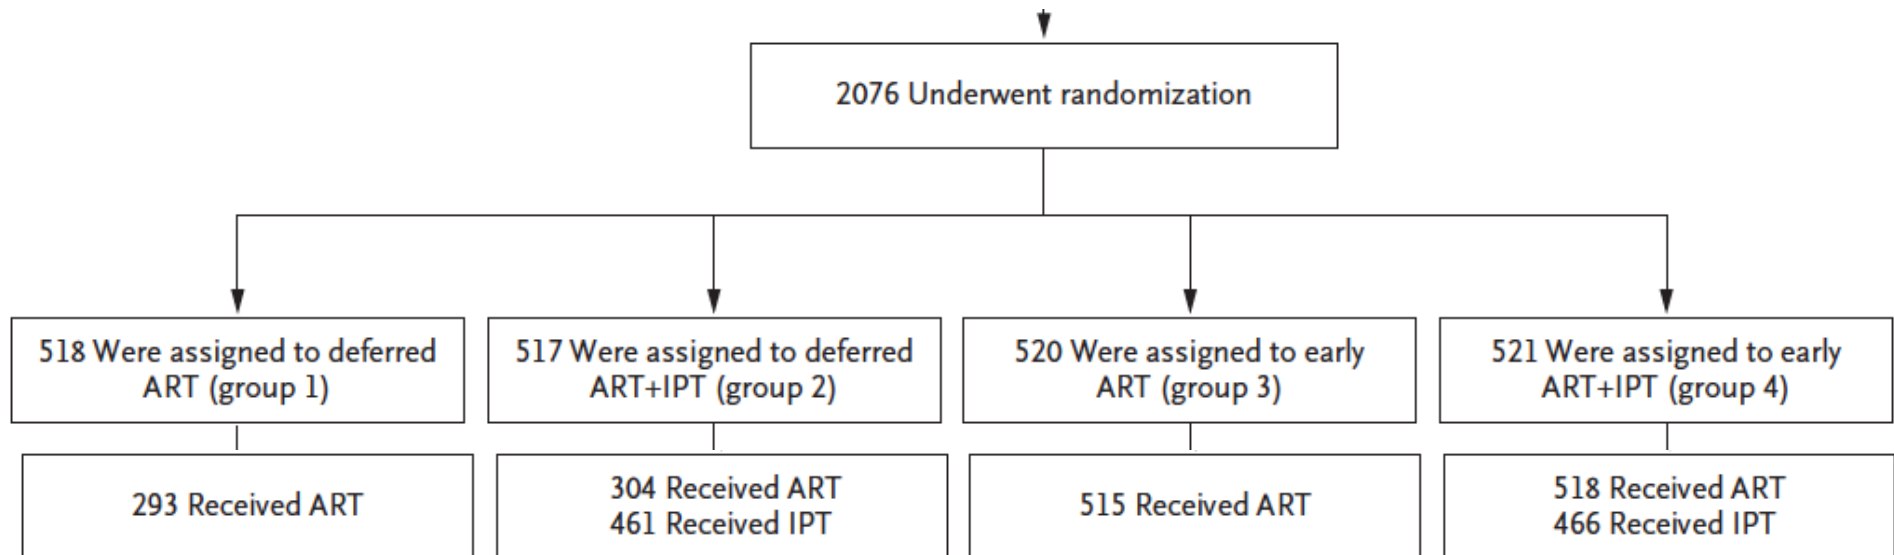 2076 Underwent randomization
518 Were assigned to deferred
ART (group 1)
517 Were assigned to deferred
ART+IPT (group 2)
520 Were assigned to early
ART (group 3)
521 Were assigned to early
ART+IPT (group 4)
293 Received ART
304 Received ART
461 Received IPT
515 Received ART
518 Received ART
466 Received IPT